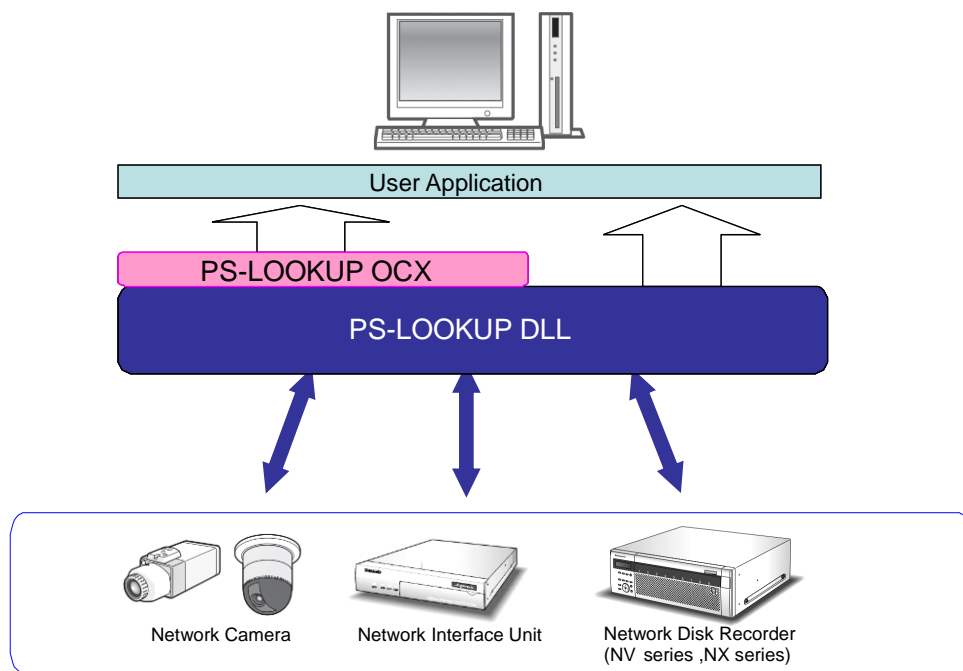 User Application
PS-LOOKUP OCX
PS-LOOKUP DLL
Network Camera
Network Interface Unit
Network Disk Recorder
(NV series ,NX series)